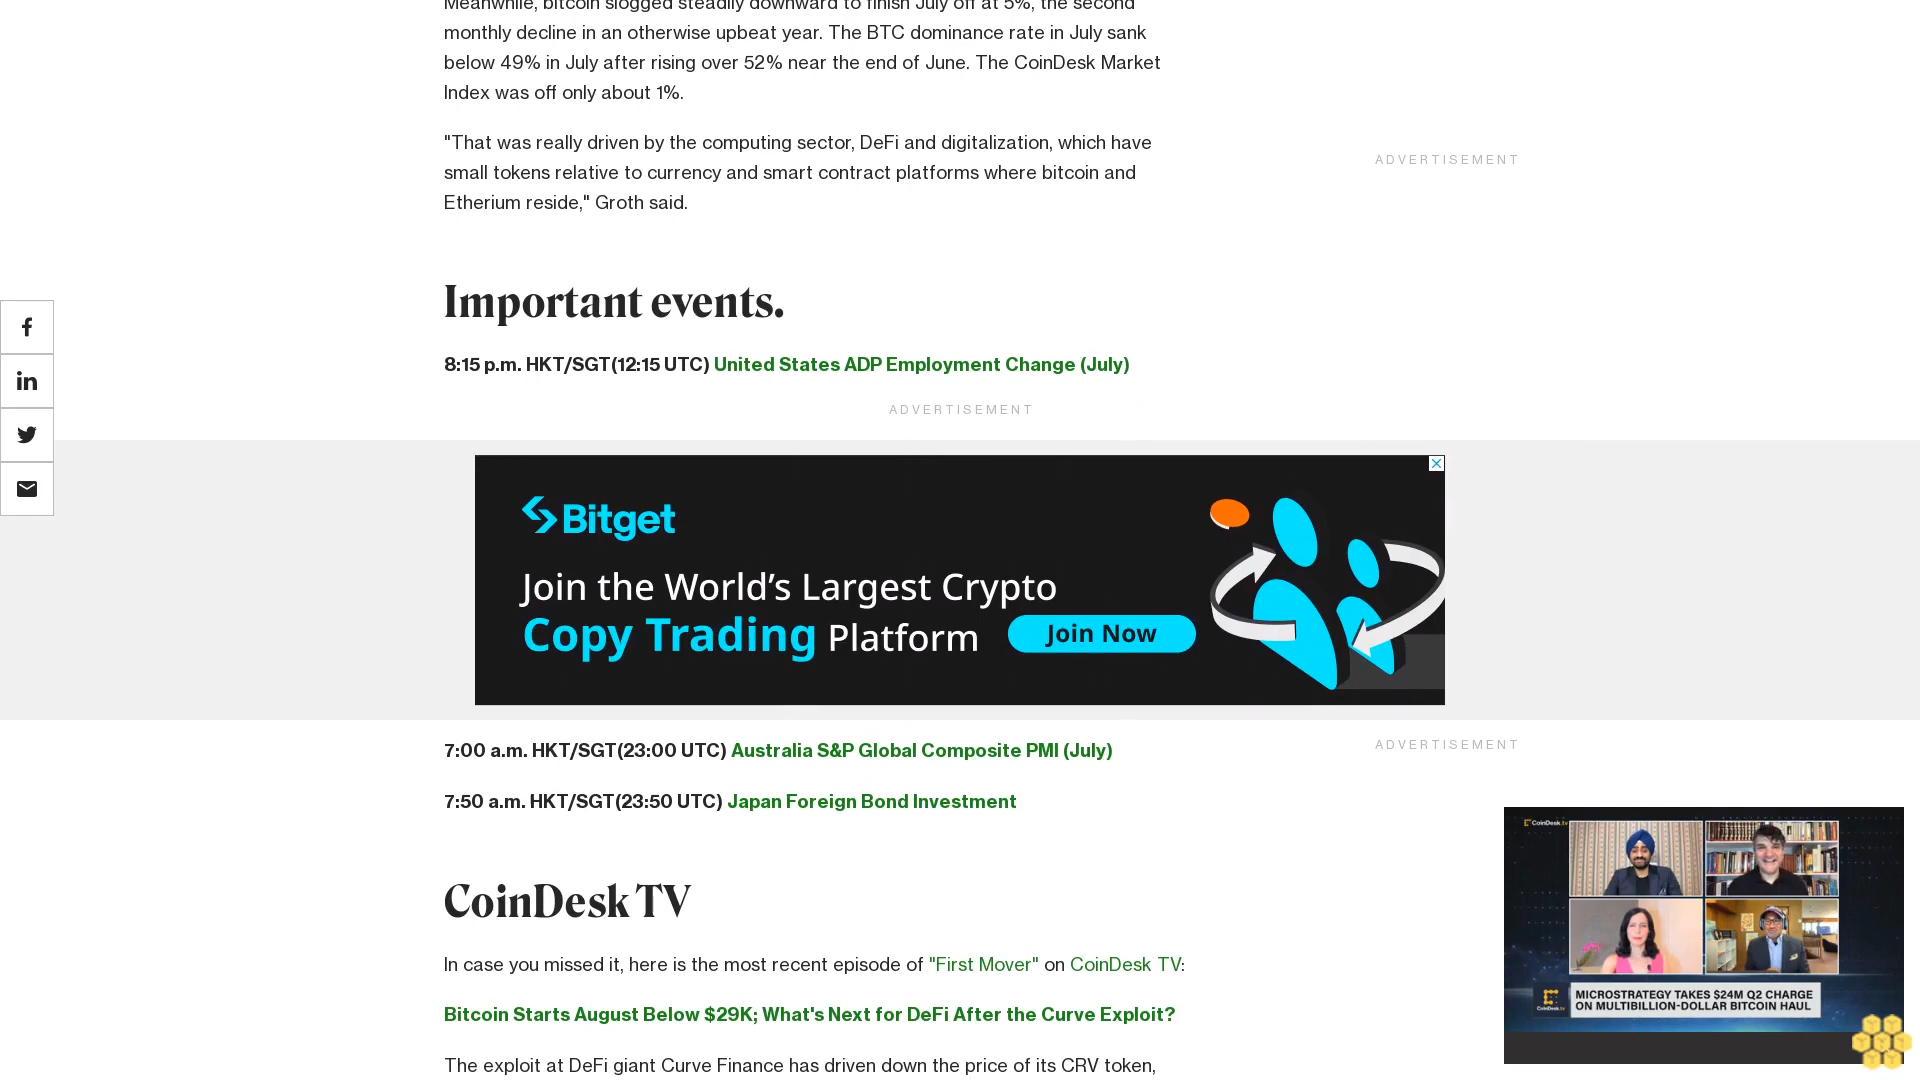 Meanwhile, bitcoin slogged steadily downward to finish July off at 5%, the second
monthly decline in an otherwise upbeat year. The BTC dominance rate in July sank
below 49% in July after rising over 52% near the end of June. The CoinDesk Market
Index was off only about 1%.
"That was really driven by the computing sector, DeFi and digitalization, which have
small tokens relative to currency and smart contract platforms where bitcoin and
Etherium reside," Groth said.
ADVERTISEMENT
Important events.
8:15 p.m. HKT/SGT(12:15 UTC) United States ADP Employment Change (July)
ADVERTISEMENT
Bitget
Join the World's Largest Crypto
Copy Trading Platform
Join Now
7:00 a.m. HKT/SGT(23:00 UTC) Australia S&P Global Composite PMI (July)
ADVERTISEMENT
7:50 a.m. HKT/SGT(23:50 UTC) Japan Foreign Bond Investment
CoinDesk TV
In case you missed it, here is the most recent episode of "First Mover" on CoinDesk TV:
Bitcoin Starts August Below $29K; What's Next for DeFi After the Curve Exploit?
The exploit at DeFi giant Curve Finance has driven down the price of its CRV token,
CoinDesk.tv
MICROSTRATEGY TAKES $24M Q2 CHARGE
ON MULTIBILLION-DOLLAR BITCOIN HAUL
CoinDesk.tv